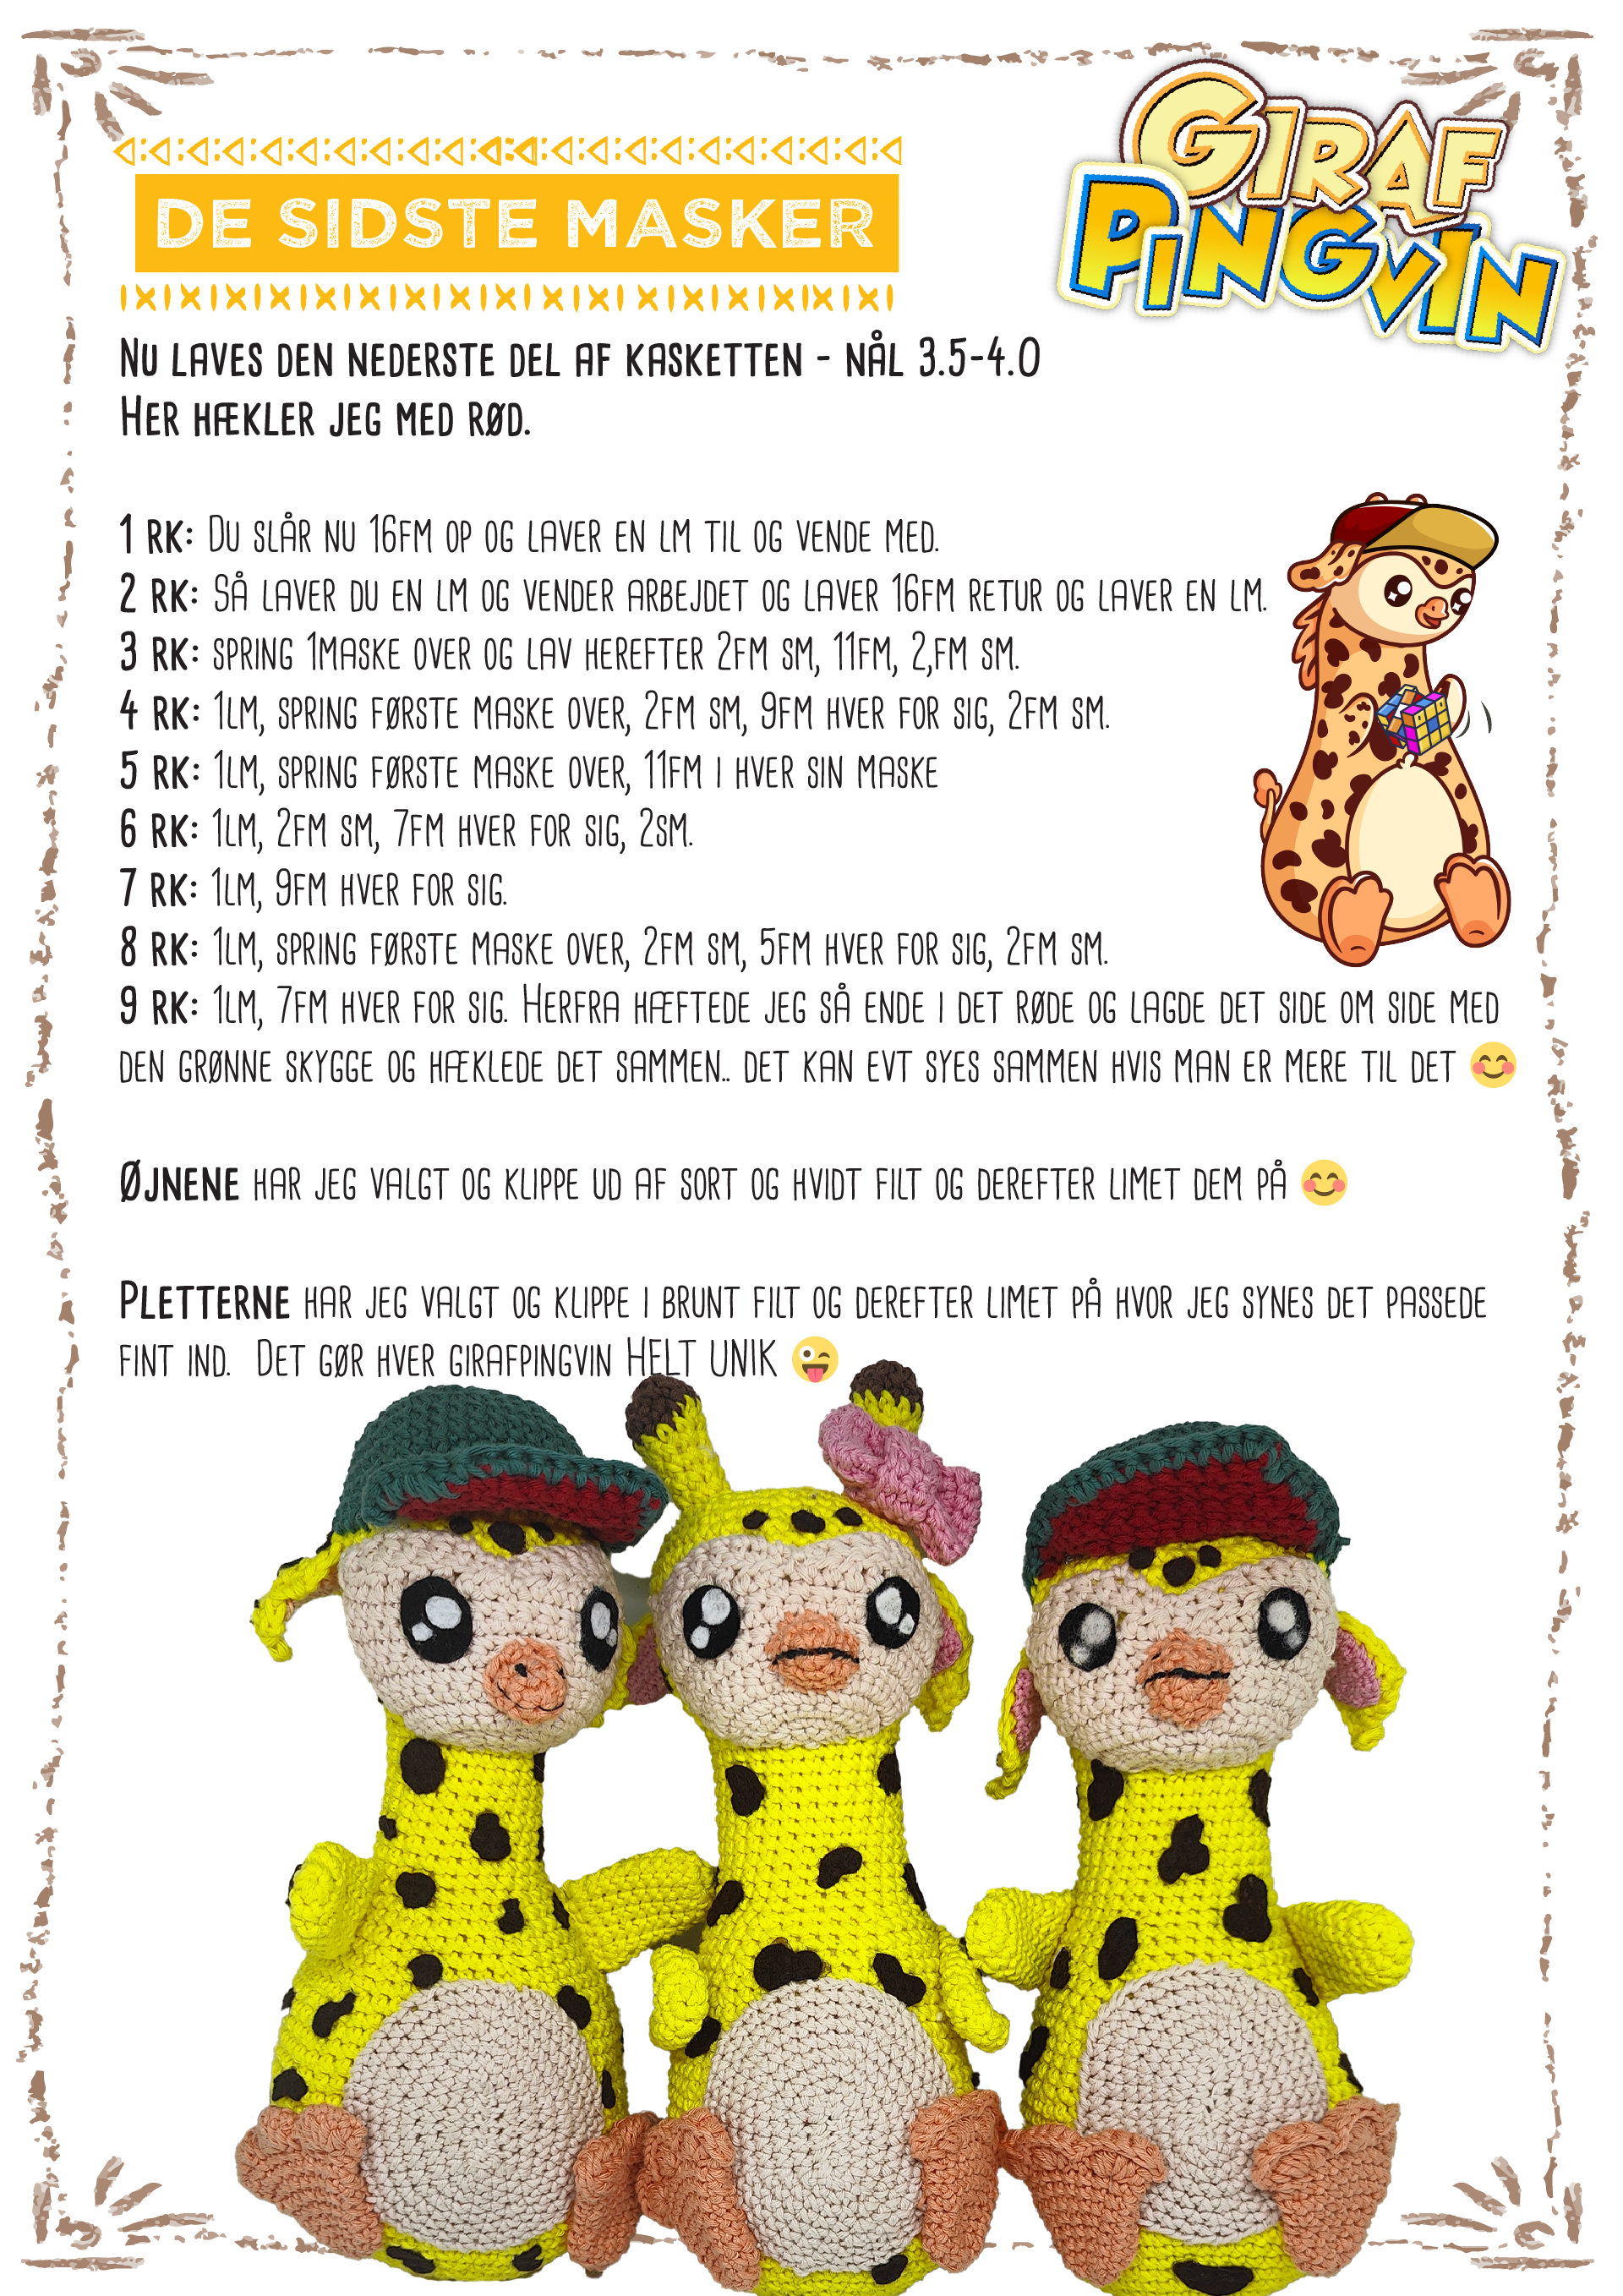 GIRAF
PINGVIN
DE SIDSTE MASKER
Nu laves den nederste del af kasketten - nål 3.5-4.0
Her hækler jeg med rød.
1 rk: Du slår nu 16fm op og laver en lm til og vende med.
2 rk: Så laver du en lm og vender arbejdet og laver 16fm retur og laver en lm.
3 rk: spring 1maske over og lav herefter 2fm sm, 11fm, 2,fm sm.
4 rk: 1lm, spring første maske over, 2fm sm, 9fm hver for sig, 2fm sm.
5 rk: 1lm, spring første maske over, 11fm i hver sin maske
6 rk: 1lm, 2fm sm, 7fm hver for sig, 2sm.
7 rk: 1lm, 9fm hver for sig.
8 rk: 1lm, spring første maske over, 2fm sm, 5fm hver for sig, 2fm sm.
9 rk: 1lm, 7fm hver for sig. Herfra hæftede jeg så ende i det røde og lagde det side om side med
den grønne skygge og hæklede det sammen.. det kan evt syes sammen hvis man er mere til det 😊
Øjnene har jeg valgt og klippe ud af sort og hvidt filt og derefter limet dem på 😊
Pletterne har jeg valgt og klippe i brunt filt og derefter limet på hvor jeg synes det passede
fint ind. Det gør hver girafpingvin HELT UNIK 😜